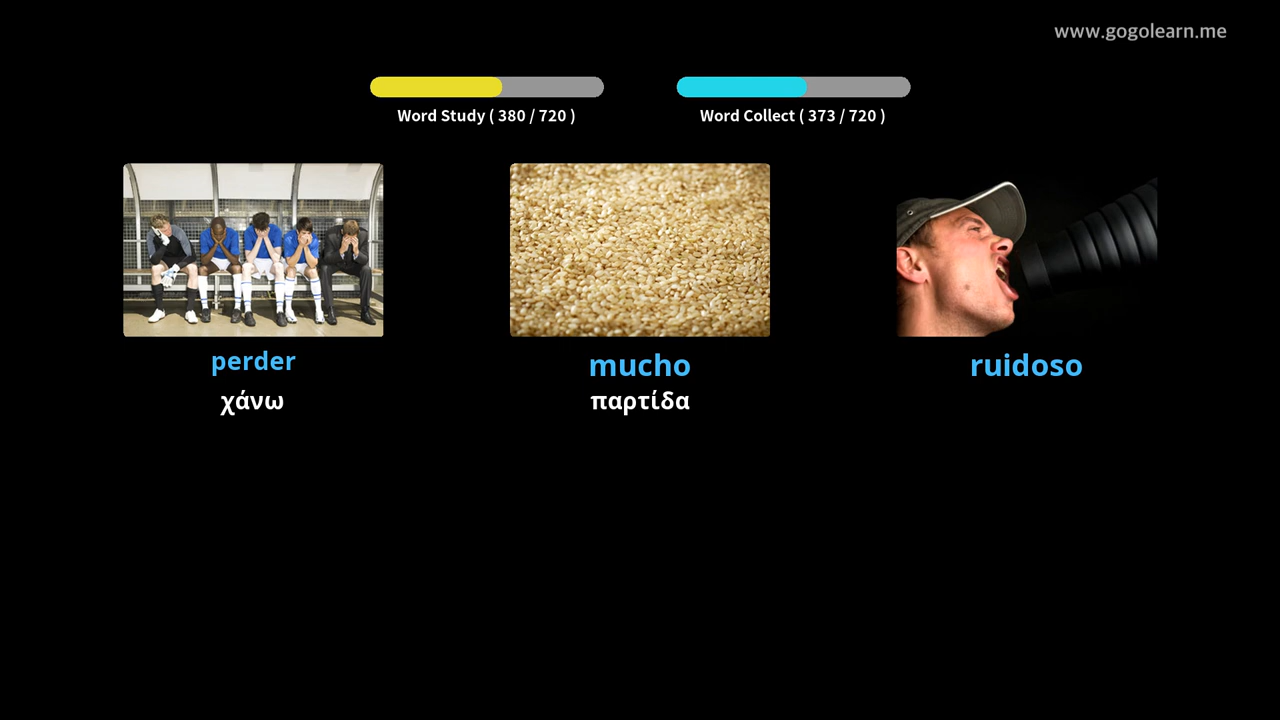 www.gogolearn.me
Word Study ( 380 / 720 )
Word Collect ( 373 / 720 )
perder
mucho
ruidoso
χάνω
παρτίδα